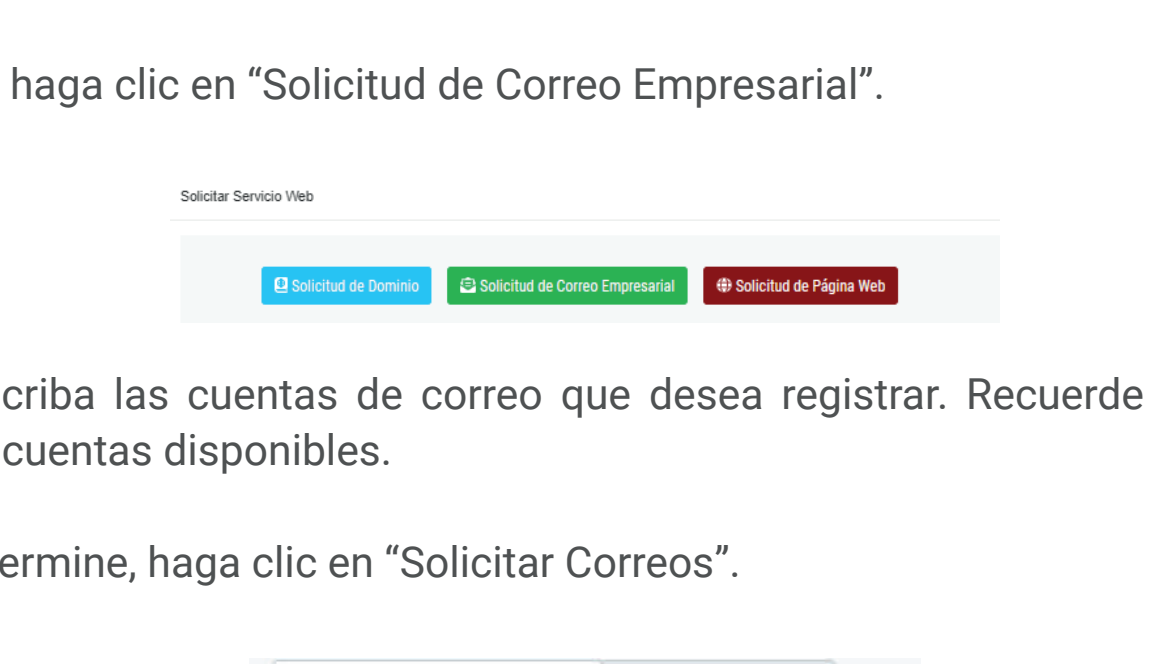 haga clic en “Solicitud de Correo Empresarial”.
Solicitar Servicio Web
Solicitud de Dominio Solicitud de Correo Empresarial Solicitud de Página Web
criba las cuentas de correo que desea registrar. Recuerde
cuentas disponibles.
ermine, haga clic en “Solicitar Correos”.